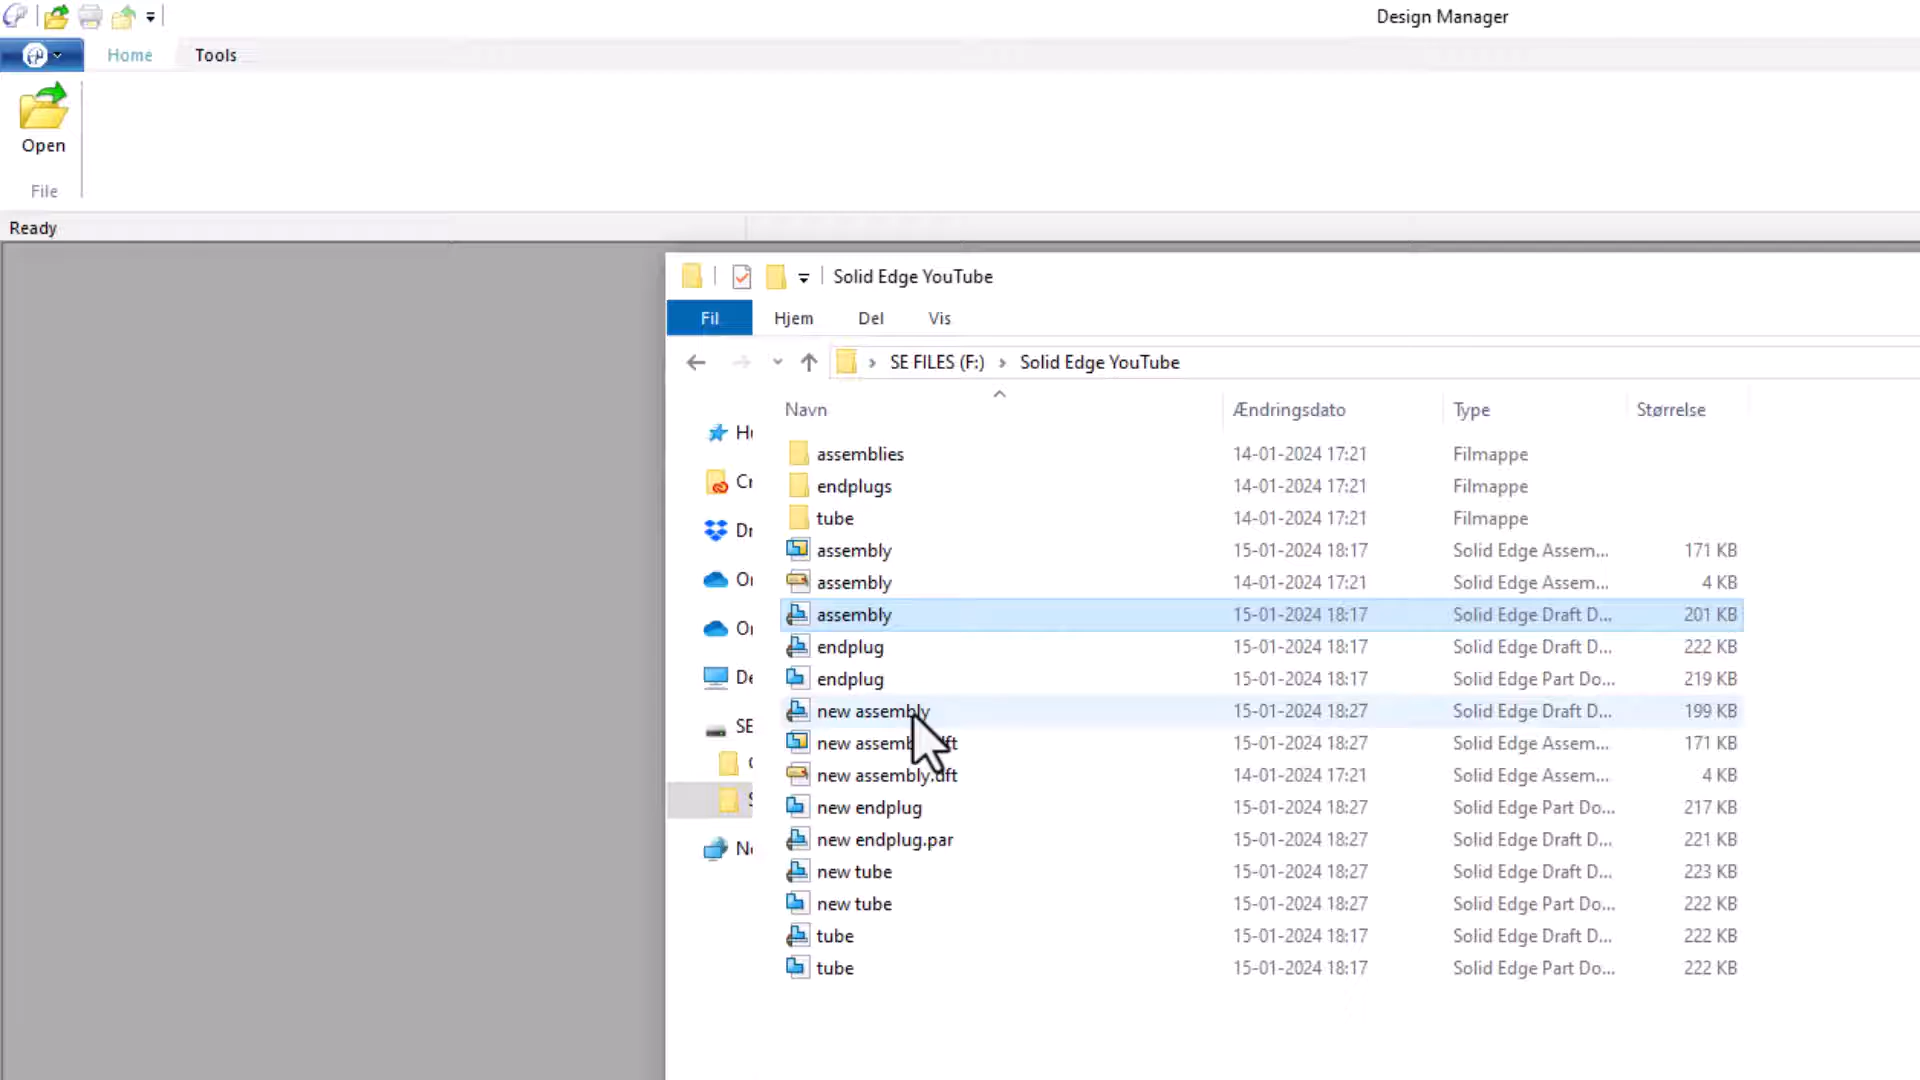 Design Manager
Home Tools
Open
File
Ready
Solid Edge YouTube
Fil Hjem Del Vis
SE FILES (F:) Solid Edge YouTube
Navn Ændringsdato Type Størrelse
assemblies 14-01-2024 17:21 Filmappe
endplugs 14-01-2024 17:21 Filmappe
tube 14-01-2024 17:21 Filmappe
assembly 15-01-2024 18:17 Solid Edge Assem... 171 KB
assembly 14-01-2024 17:21 Solid Edge Assem... 4 KB
assembly 15-01-2024 18:17 Solid Edge Draft D... 201 KB
endplug 15-01-2024 18:17 Solid Edge Draft D... 222 KB
endplug 15-01-2024 18:17 Solid Edge Part Do... 219 KB
new assembly 15-01-2024 18:27 Solid Edge Draft D... 199 KB
new 15-01-2024 18:27 Solid Edge Assem... 171 KB
new assembly.dft 14-01-2024 17:21 Solid Edge Assem... 4 KB
new endplug 15-01-2024 18:27 Solid Edge Part Do... 217 KB
new endplug.par 15-01-2024 18:27 Solid Edge Draft D... 221 KB
new tube 15-01-2024 18:27 Solid Edge Draft D... 223 KB
new tube 15-01-2024 18:27 Solid Edge Part Do... 222 KB
tube 15-01-2024 18:17 Solid Edge Draft D... 222 KB
tube 15-01-2024 18:17 Solid Edge Part Do... 222 KB